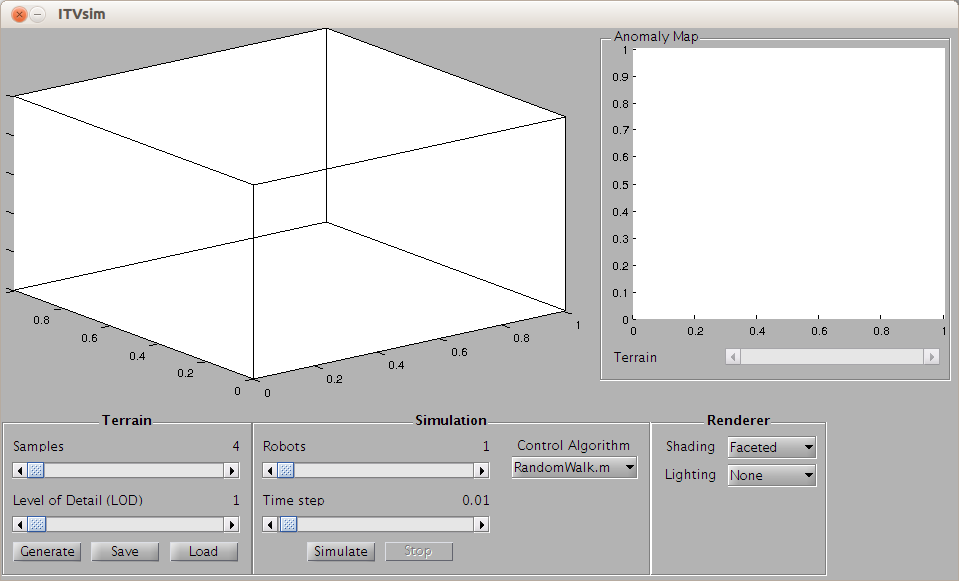 ITVsim
Anomaly Map
1
0.9
0.8
0.7
0.6
0.5
0.4
0.3
0.2
0.1
0
0 0.2 0.4 0.6 0.8 1
Terrain
0.8
0.6
0.4
0.2
0
0
0.2
0.4
0.6
0.8
1
Terrain
Samples 4
Level of Detail (LOD) 1
Generate Save Load
Simulation
Robots 1
Time step 0.01
Simulate Stop
Control Algorithm
RandomWalk.m
Renderer
Shading Faceted
Lighting None